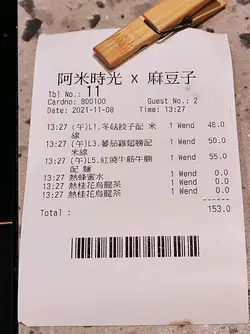 阿米時光 x 麻豆子
Tbl No.: 11
Cardno: 800100 Guest No.: 2
Date: 2021-11-08 Time: 13:27
13:27 (午)L1.冬菇餃子配 米線 1 Wend 48.0
13:27 (午)L3.蕃茄雞翅膀配 米線 1 Wend 50.0
13:27 (午)L5.紅燒牛筋牛腩 配 麵 1 Wend 55.0
13:27 熱蜂蜜水 1 Wend 0.0
13:27 熱桂花烏龍茶 1 Wend 0.0
13:27 熱桂花烏龍茶 1 Wend 0.0
Total : 153.0